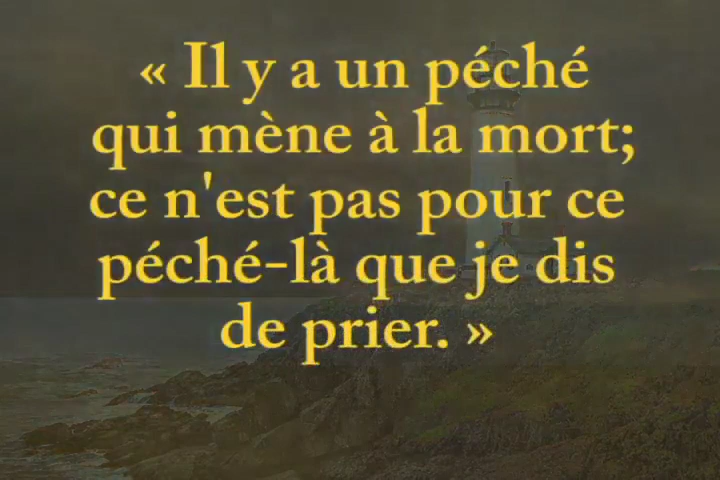 « Il y a un péché
qui mène à la mort;
ce n'est pas pour ce
péché-là que je dis
de prier. »